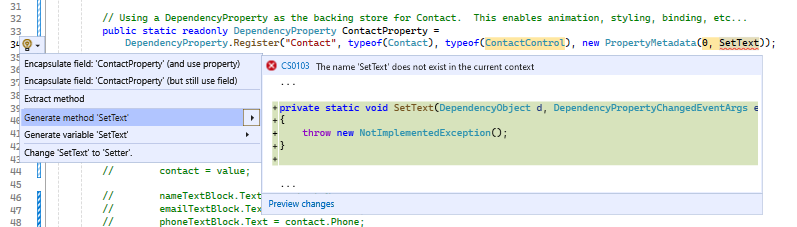 31
32 // Using a DependencyProperty as the backing store for Contact.  This enables animation, styling, binding, etc...
33 public static readonly DependencyProperty ContactProperty =
34 DependencyProperty.Register("Contact", typeof(Contact), typeof(ContactControl), new PropertyMetadata(0, SetText));
Encapsulate field: 'ContactProperty' (and use property)
Encapsulate field: 'ContactProperty' (but still use field)
Extract method
Generate method 'SetText'
Generate variable 'SetText'
Change 'SetText' to 'Setter'.
CS0103 The name 'SetText' does not exist in the current context
...
+private static void SetText(DependencyObject d, DependencyPropertyChangedEventArgs e
+{
+    throw new NotImplementedException();
+}
+
...
Preview changes
44 // contact = value;
45
46 // nameTextBlock.Text
47 // emailTextBlock.Tex
48 // phoneTextBlock.Text = contact.Phone;